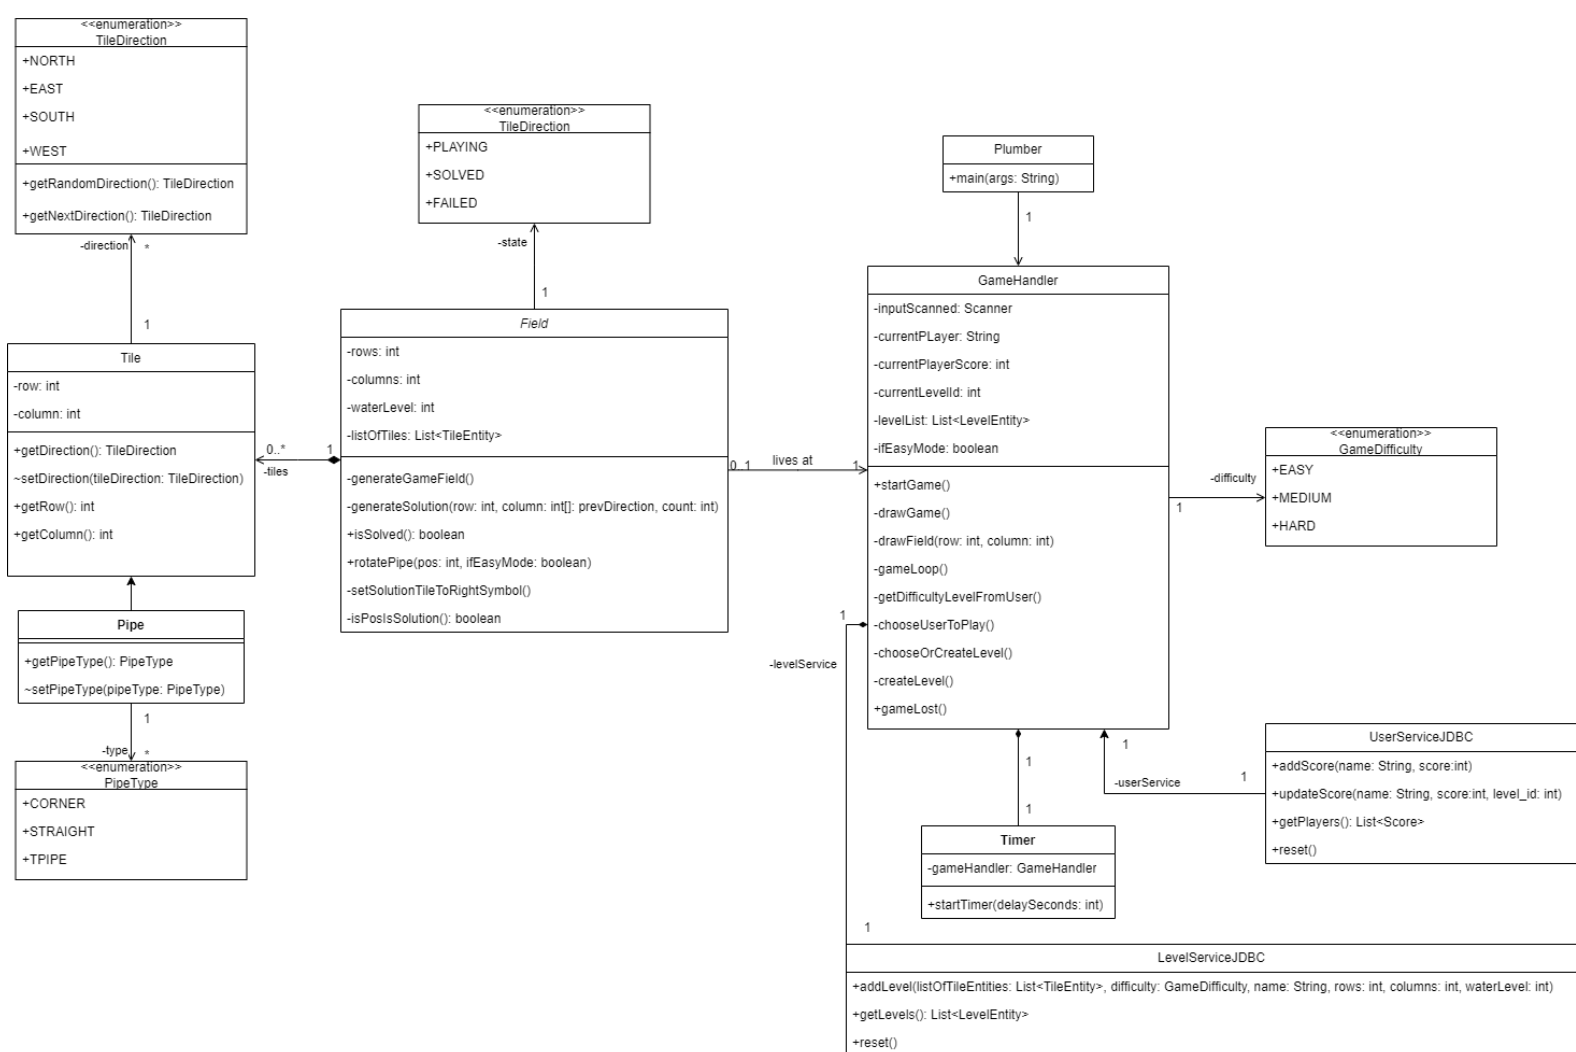 <<enumeration>>
TileDirection
+NORTH
+EAST
+SOUTH
+WEST
+getRandomDirection(): TileDirection
+getNextDirection(): TileDirection
-direction
*
1
Tile
-row: int
-column: int
+getDirection(): TileDirection
~setDirection(tileDirection: TileDirection)
+getRow(): int
+getColumn(): int
Pipe
+getPipeType(): PipeType
~setPipeType(pipeType: PipeType)
1
-type
*
<<enumeration>>
PipeType
+CORNER
+STRAIGHT
+TPIPE
0..*
1
-tiles
<<enumeration>>
TileDirection
+PLAYING
+SOLVED
+FAILED
-state
1
Field
-rows: int
-columns: int
-waterLevel: int
-listOfTiles: List<TileEntity>
-generateGameField()
-generateSolution(row: int, column: int[]: prevDirection, count: int)
+isSolved(): boolean
+rotatePipe(pos: int, ifEasyMode: boolean)
-setSolutionTileToRightSymbol()
-isPosIsSolution(): boolean
0..1
lives at
1
Plumber
+main(args: String)
1
GameHandler
-inputScanned: Scanner
-currentPLayer: String
-currentPlayerScore: int
-currentLevelId: int
-levelList: List<LevelEntity>
-ifEasyMode: boolean
+startGame()
-drawGame()
-drawField(row: int, column: int)
-gameLoop()
-getDifficultyLevelFromUser()
-chooseUserToPlay()
-chooseOrCreateLevel()
-createLevel()
+gameLost()
-difficulty
1
<<enumeration>>
GameDifficulty
+EASY
+MEDIUM
+HARD
1
-levelService
1
1
1
Timer
-gameHandler: GameHandler
+startTimer(delaySeconds: int)
1
-userService
1
UserServiceJDBC
+addScore(name: String, score:int)
+updateScore(name: String, score:int, level_id: int)
+getPlayers(): List<Score>
+reset()
1
LevelServiceJDBC
+addLevel(listOfTileEntities: List<TileEntity>, difficulty: GameDifficulty, name: String, rows: int, columns: int, waterLevel: int)
+getLevels(): List<LevelEntity>
+reset()